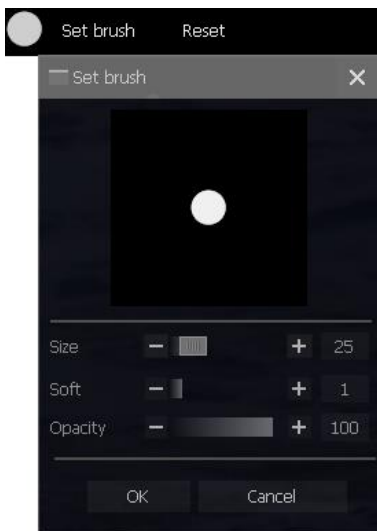 Set brush Reset
Set brush
Size 25
Soft 1
Opacity 100
OK Cancel